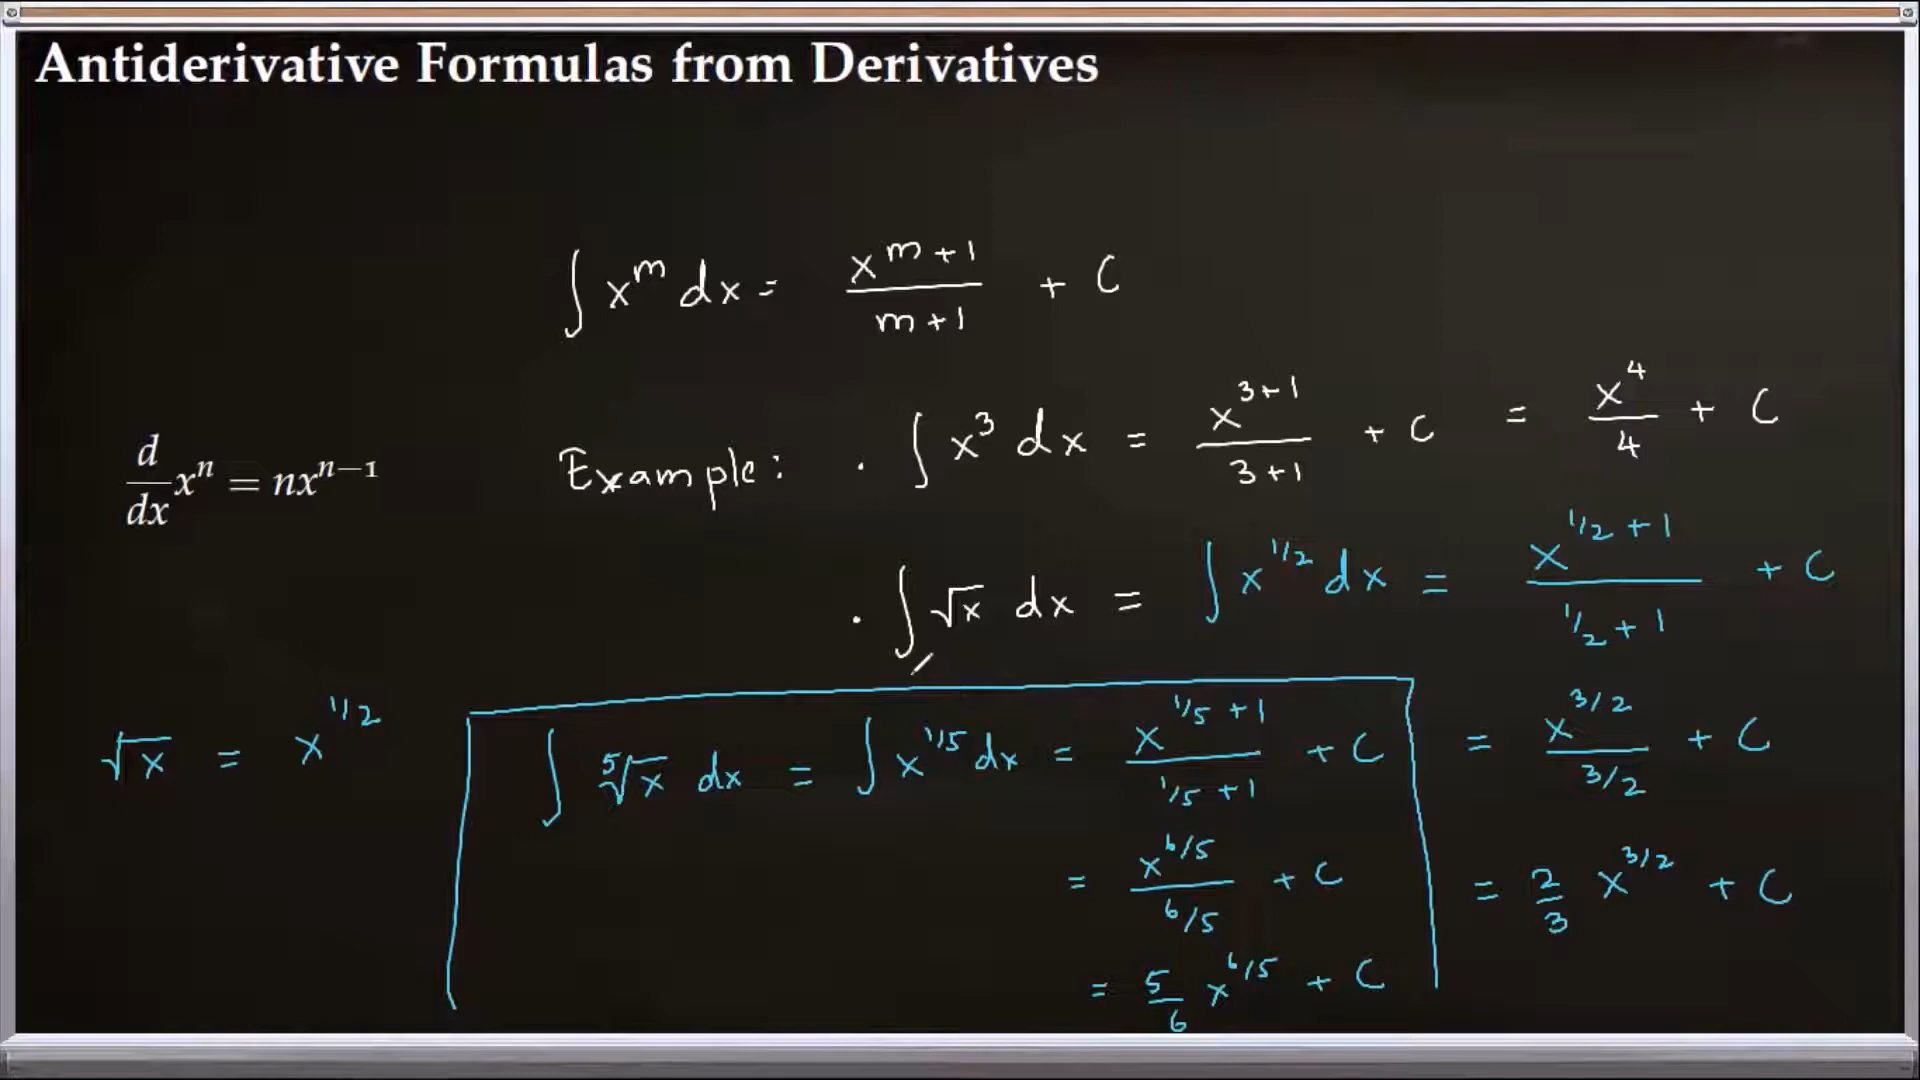 Antiderivative Formulas from Derivatives
∫ x^m dx = x^(m+1)/(m+1) + C
d/dx x^n = nx^(n−1)
Example: · ∫ x^3 dx = x^(3+1)/(3+1) + C = x^4/4 + C
· ∫ √x dx = ∫ x^(1/2) dx = x^(1/2+1)/(1/2+1) + C
= x^(3/2)/(3/2) + C
= 2/3 x^(3/2) + C
√x = x^(1/2)
∫ ⁵√x dx = ∫ x^(1/5) dx = x^(1/5+1)/(1/5+1) + C
= x^(6/5)/(6/5) + C
= 5/6 x^(6/5) + C